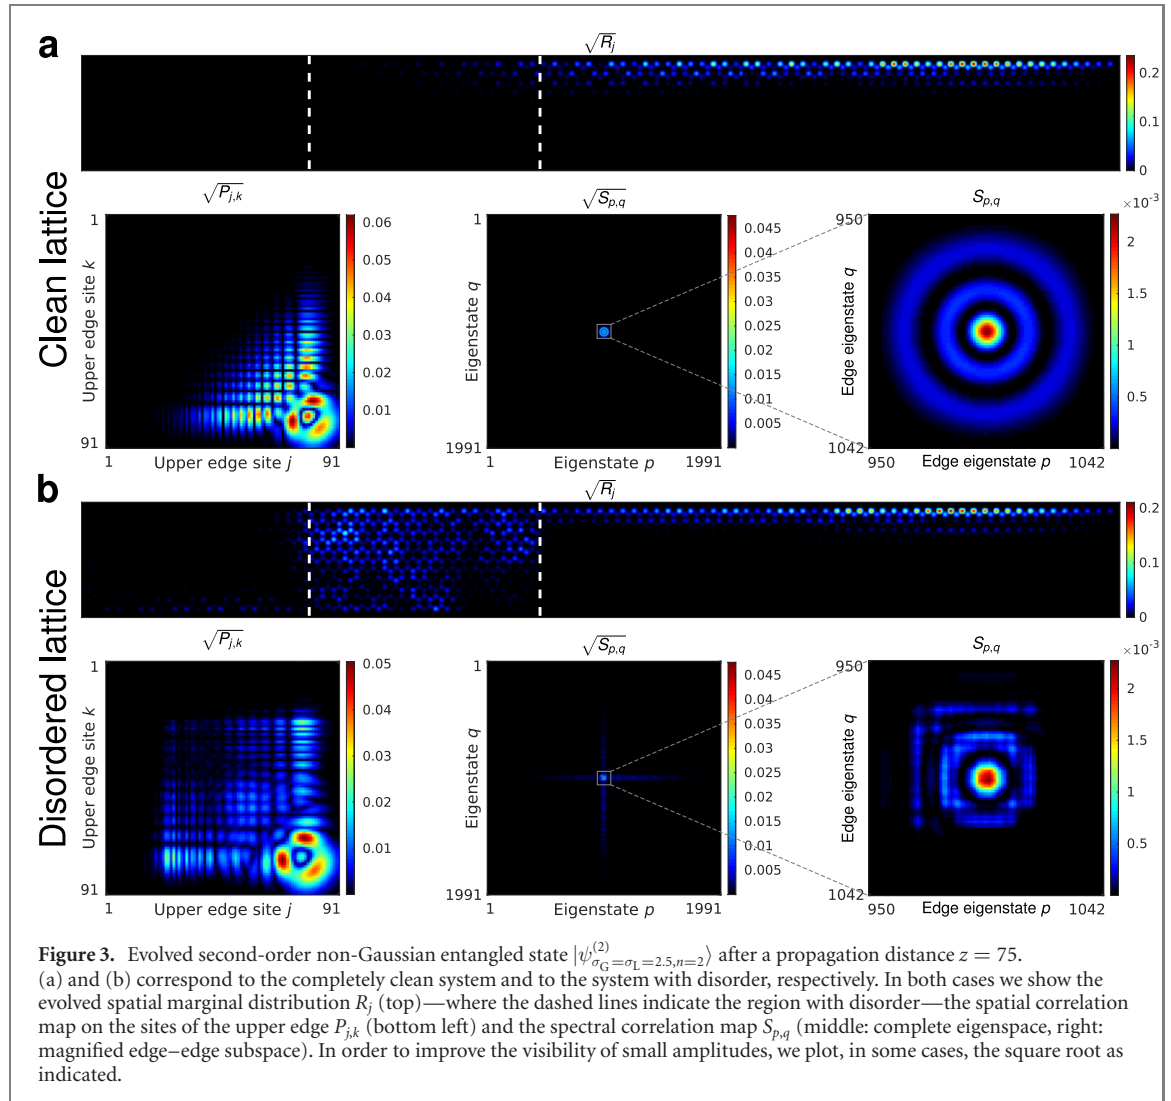 a
√R_j
0.2
0.1
0
Clean lattice
√P_{j,k}
√S_{p,q}
S_{p,q}
×10⁻³
1
Upper edge site k
91
1
Upper edge site j
91
0.06
0.05
0.04
0.03
0.02
0.01
1
Eigenstate q
1991
1
Eigenstate p
1991
0.045
0.04
0.035
0.03
0.025
0.02
0.015
0.01
0.005
950
Edge eigenstate q
1042
950
Edge eigenstate p
1042
2
1.5
1
0.5
b
√R_j
0.2
0.1
0
Disordered lattice
√P_{j,k}
√S_{p,q}
S_{p,q}
×10⁻³
1
Upper edge site k
91
1
Upper edge site j
91
0.05
0.04
0.03
0.02
0.01
1
Eigenstate q
1991
1
Eigenstate p
1991
0.045
0.04
0.035
0.03
0.025
0.02
0.015
0.01
0.005
950
Edge eigenstate q
1042
950
Edge eigenstate p
1042
2
1.5
1
0.5
Figure 3. Evolved second-order non-Gaussian entangled state |ψ^{(2)}_{σ_G=σ_L=2.5,n=2}⟩ after a propagation distance z = 75.
(a) and (b) correspond to the completely clean system and to the system with disorder, respectively. In both cases we show the
evolved spatial marginal distribution R_j (top)—where the dashed lines indicate the region with disorder—the spatial correlation
map on the sites of the upper edge P_{j,k} (bottom left) and the spectral correlation map S_{p,q} (middle: complete eigenspace, right:
magnified edge–edge subspace). In order to improve the visibility of small amplitudes, we plot, in some cases, the square root as
indicated.